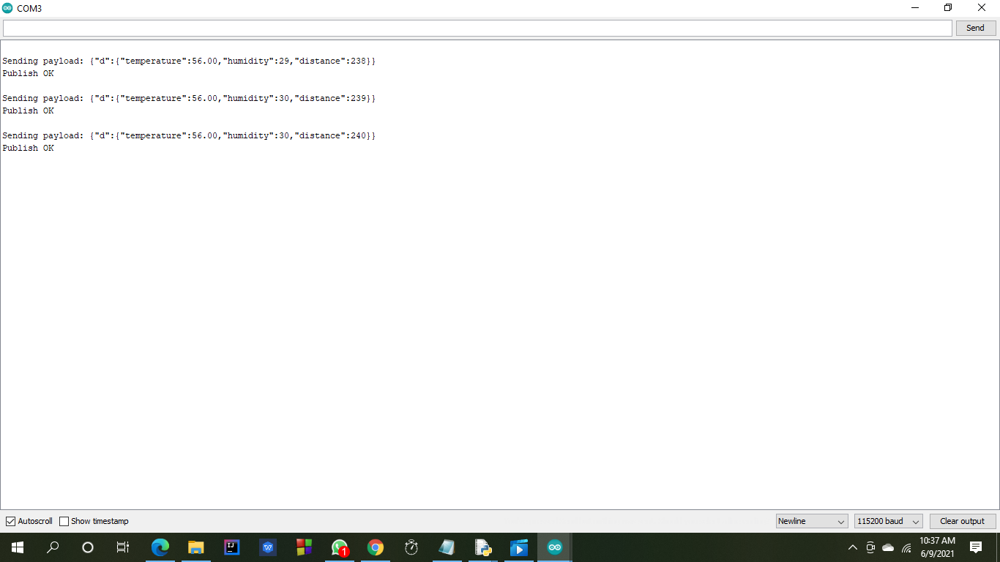 COM3
Send
Sending payload: {"d":{"temperature":56.00,"humidity":29,"distance":238}}
Publish OK
Sending payload: {"d":{"temperature":56.00,"humidity":30,"distance":239}}
Publish OK
Sending payload: {"d":{"temperature":56.00,"humidity":30,"distance":240}}
Publish OK
Autoscroll Show timestamp Newline 115200 baud Clear output
IJ W 1
10:37 AM
6/9/2021